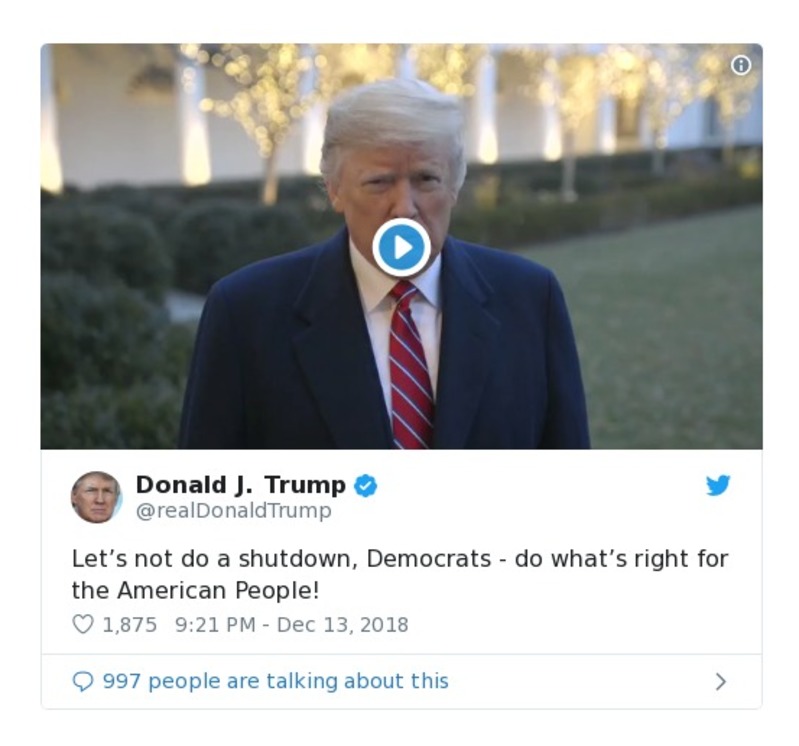 Donald J. Trump
@realDonaldTrump
Let’s not do a shutdown, Democrats - do what’s right for
the American People!
1,875 9:21 PM - Dec 13, 2018
997 people are talking about this